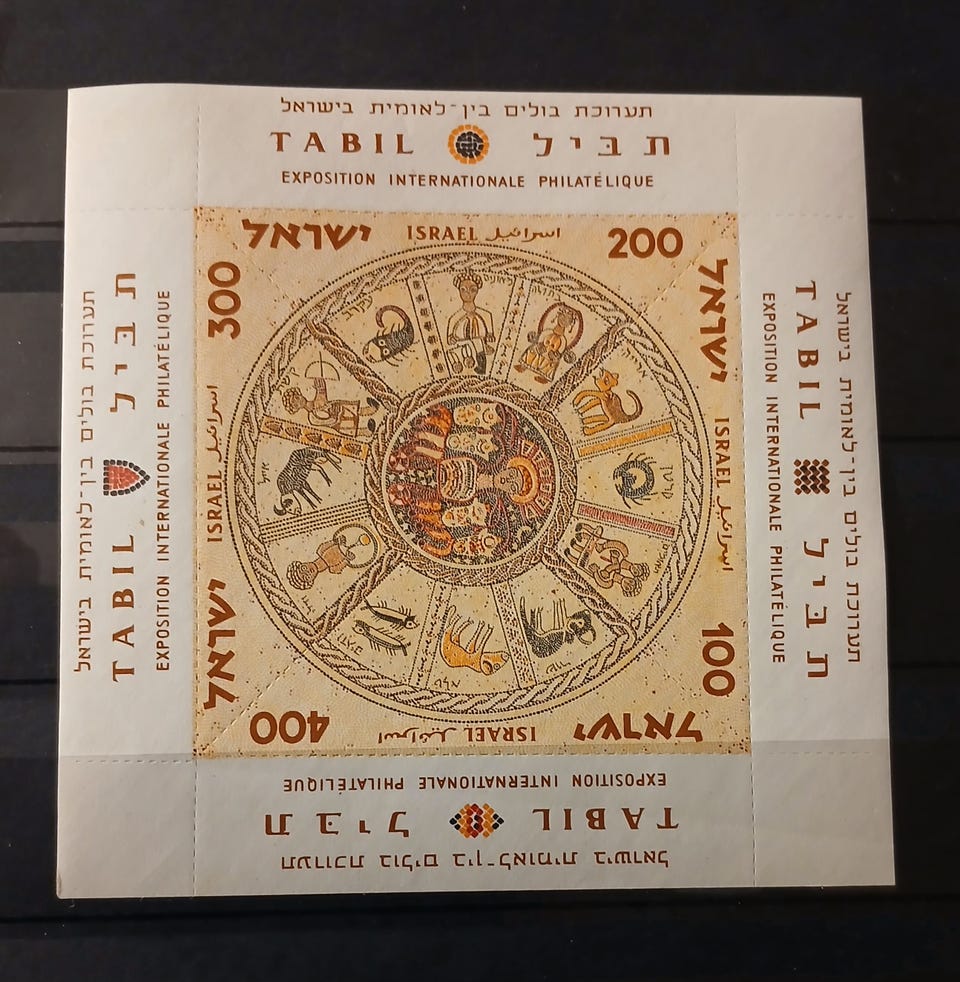 תערוכת בולים בין־לאומית בישראל
TABIL תביל
EXPOSITION INTERNATIONALE PHILATÉLIQUE
ישראל ISRAEL اسرائيل 200
ישראל ISRAEL اسرائيل 100
ישראל ISRAEL اسرائيل 400
ישראל ISRAEL اسرائيل 300
תערוכת בולים בין־לאומית בישראל
TABIL תביל
EXPOSITION INTERNATIONALE PHILATÉLIQUE
תערוכת בולים בין־לאומית בישראל
TABIL תביל
EXPOSITION INTERNATIONALE PHILATÉLIQUE
תערוכת בולים בין־לאומית בישראל
TABIL תביל
EXPOSITION INTERNATIONALE PHILATÉLIQUE